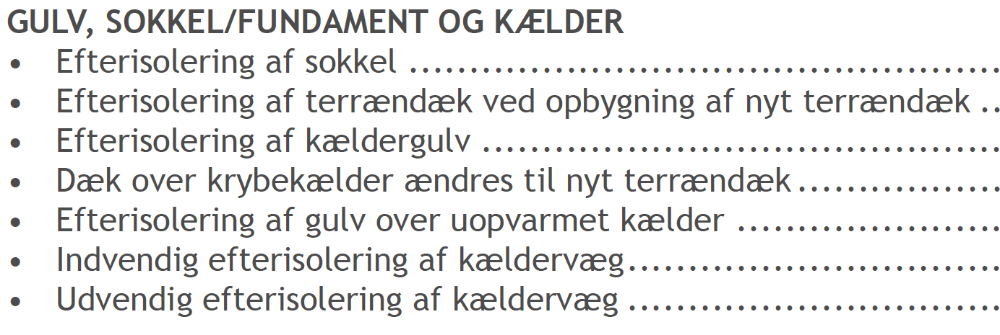 GULV, SOKKEL/FUNDAMENT OG KÆLDER
• Efterisolering af sokkel ..................................................
• Efterisolering af terrændæk ved opbygning af nyt terrændæk ..
• Efterisolering af kældergulv ............................................
• Dæk over krybekælder ændres til nyt terrændæk.................
• Efterisolering af gulv over uopvarmet kælder ......................
• Indvendig efterisolering af kældervæg................................
• Udvendig efterisolering af kældervæg ................................